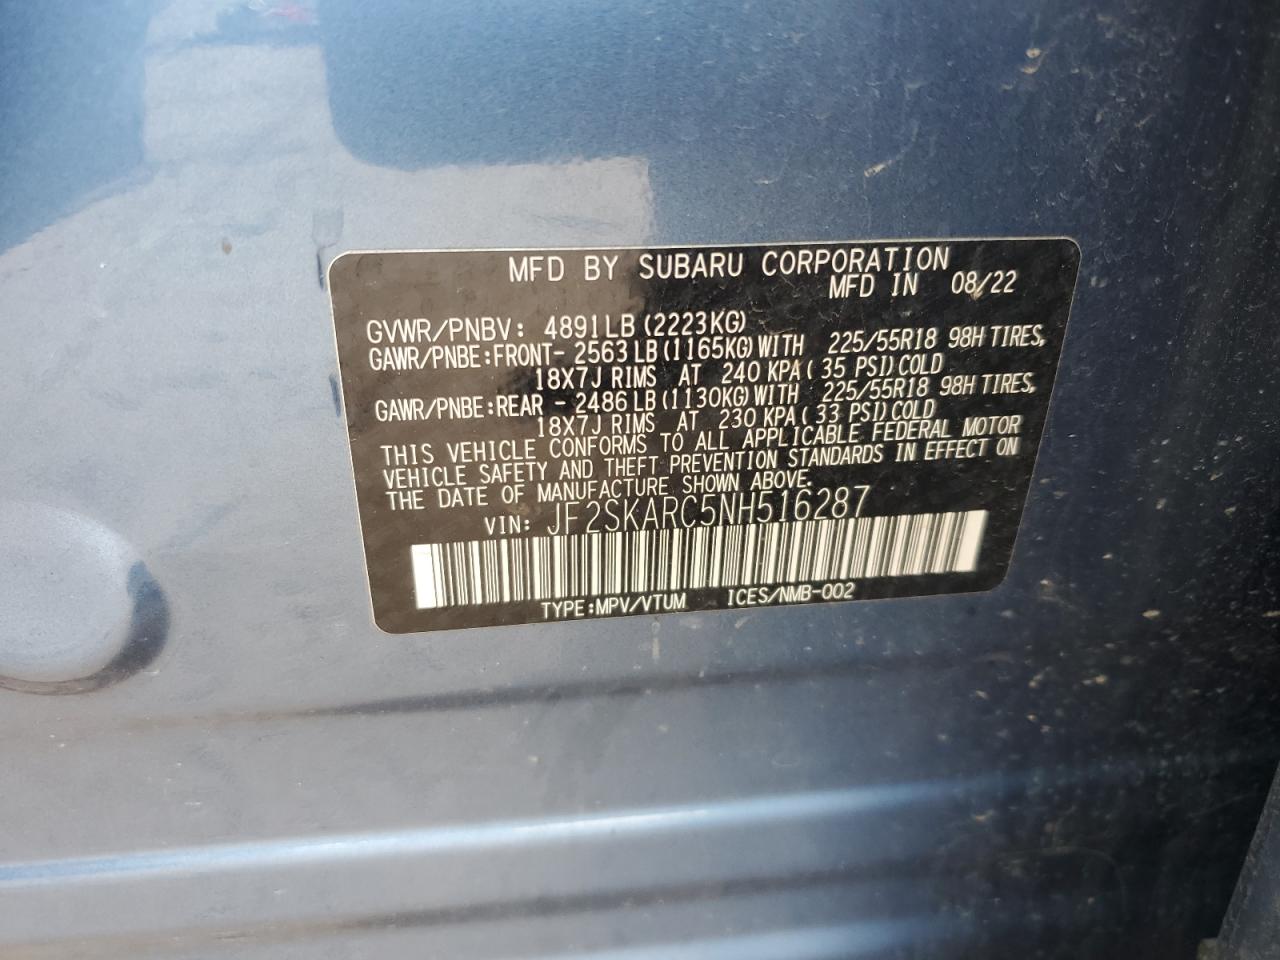 MFD BY SUBARU CORPORATION
MFD IN 08/22
GVWR/PNBV: 4891LB (2223KG)
GAWR/PNBE:FRONT- 2563LB(1165KG)WITH 225/55R18 98H TIRES,
18X7J RIMS AT 240 KPA( 35 PSI)COLD
GAWR/PNBE:REAR - 2486LB(1130KG)WITH 225/55R18 98H TIRES,
18X7J RIMS AT 230 KPA( 33 PSI)COLD
THIS VEHICLE CONFORMS TO ALL APPLICABLE FEDERAL MOTOR
VEHICLE SAFETY AND THEFT PREVENTION STANDARDS IN EFFECT ON
THE DATE OF MANUFACTURE SHOWN ABOVE.
VIN: JF2SKARC5NH516287
TYPE:MPV/VTUM ICES/NMB-002